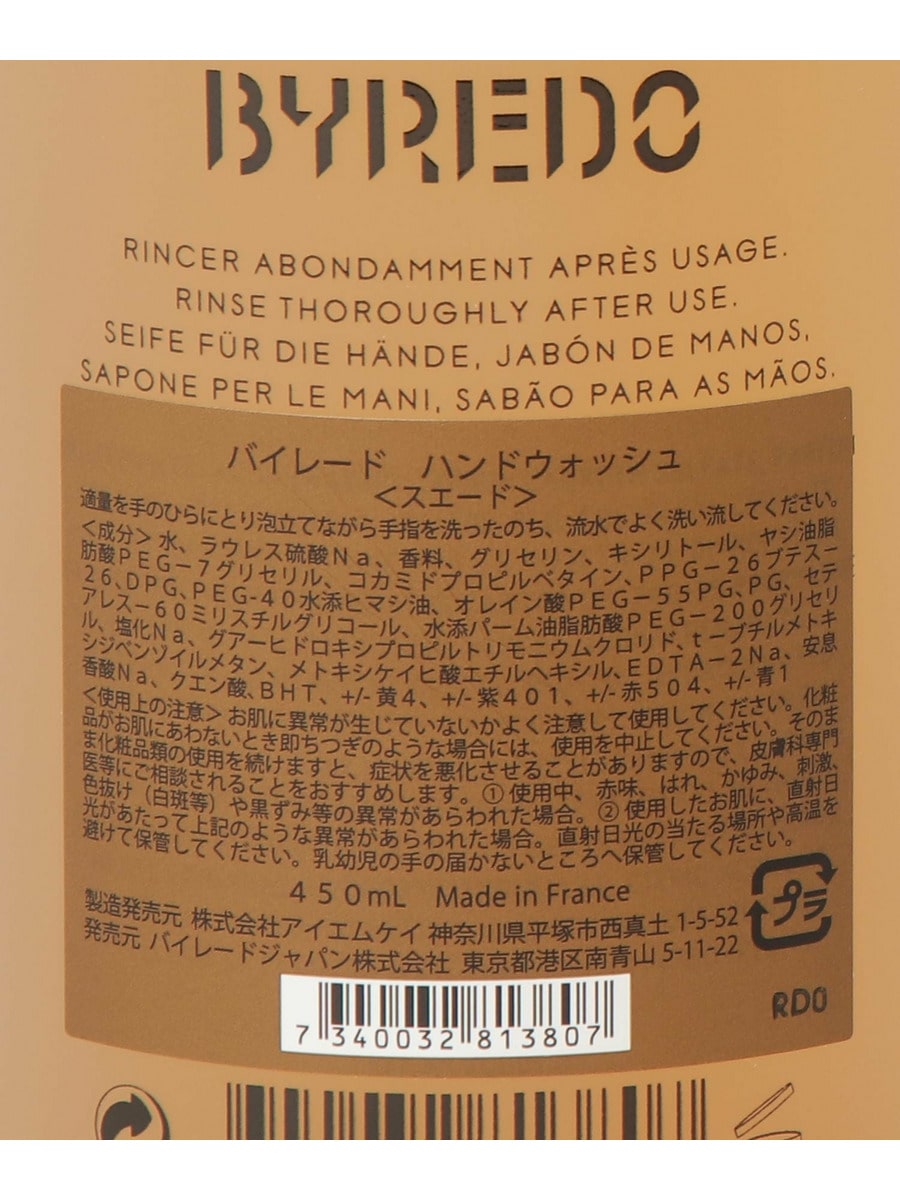 BYREDO
RINCER ABONDAMMENT APRÈS USAGE.
RINSE THOROUGHLY AFTER USE.
SEIFE FÜR DIE HÄNDE, JABÓN DE MANOS,
SAPONE PER LE MANI, SABÃO PARA AS MÃOS.
バイレード ハンドウォッシュ
＜スエード＞
適量を手のひらにとり泡立てながら手指を洗ったのち、流水でよく洗い流してください。
＜成分＞水、ラウレス硫酸Ｎａ、香料、グリセリン、キシリトール、ヤシ油脂
肪酸ＰＥＧ－７グリセリル、コカミドプロピルベタイン、ＰＰＧ－２６ブテス－
２６、DPG、PEG-４０水添ヒマシ油、オレイン酸ＰＥＧ－５５PG、PG、セテ
アレス－６０ミリスチルグリコール、水添パーム油脂肪酸ＰＥＧ－２００グリセリ
ル、塩化Ｎａ、グアーヒドロキシプロピルトリモニウムクロリド、ｔ－ブチルメトキ
シジベンゾイルメタン、メトキシケイヒ酸エチルヘキシル、ＥＤＴＡ－２Ｎａ、安息
香酸Ｎａ、クエン酸、ＢＨＴ、+/-黄４、+/-紫４０１、+/-赤５０４、+/-青１
＜使用上の注意＞お肌に異常が生じていないかよく注意して使用してください。化粧
品がお肌にあわないとき即ちつぎのような場合には、使用を中止してください。そのま
ま化粧品類の使用を続けますと、症状を悪化させることがありますので、皮膚科専門
医等にご相談されることをおすすめします。①使用中、赤味、はれ、かゆみ、刺激、
色抜け（白斑等）や黒ずみ等の異常があらわれた場合。②使用したお肌に、直射日
光があたって上記のような異常があらわれた場合。直射日光の当たる場所や高温を
避けて保管してください。乳幼児の手の届かないところへ保管してください。
４５０mL Made in France
製造発売元 株式会社アイエムケイ 神奈川県平塚市西真土 1-5-52
発売元 バイレードジャパン株式会社 東京都港区南青山 5-11-22
プラ
RDO
7 340032 813807